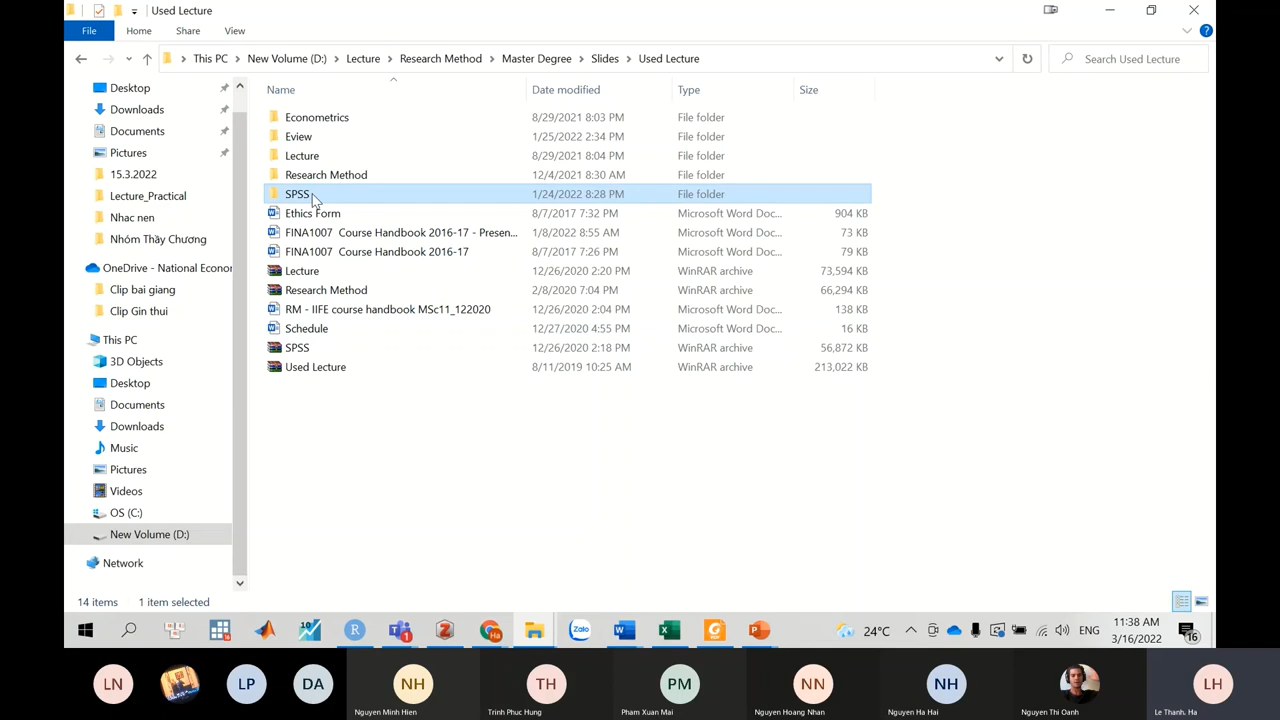 Used Lecture
File Home Share View
This PC New Volume (D:) Lecture Research Method Master Degree Slides Used Lecture Search Used Lecture
Name Date modified Type Size
Desktop
Downloads
Documents
Pictures
15.3.2022
Lecture_Practical
Nhac nen
Nhóm Thầy Chương
OneDrive - National Econor
Clip bai giang
Clip Gin thui
This PC
3D Objects
Desktop
Documents
Downloads
Music
Pictures
Videos
OS (C:)
New Volume (D:)
Network
Econometrics 8/29/2021 8:03 PM File folder
Eview 1/25/2022 2:34 PM File folder
Lecture 8/29/2021 8:04 PM File folder
Research Method 12/4/2021 8:30 AM File folder
SPSS 1/24/2022 8:28 PM File folder
Ethics Form 8/7/2017 7:32 PM Microsoft Word Doc... 904 KB
FINA1007 Course Handbook 2016-17 - Presen... 1/8/2022 8:55 AM Microsoft Word Doc... 73 KB
FINA1007 Course Handbook 2016-17 8/7/2017 7:26 PM Microsoft Word Doc... 79 KB
Lecture 12/26/2020 2:20 PM WinRAR archive 73,594 KB
Research Method 2/8/2020 7:04 PM WinRAR archive 66,294 KB
RM - IIFE course handbook MSc11_122020 12/26/2020 2:04 PM Microsoft Word Doc... 138 KB
Schedule 12/27/2020 4:55 PM Microsoft Word Doc... 16 KB
SPSS 12/26/2020 2:18 PM WinRAR archive 56,872 KB
Used Lecture 8/11/2019 10:25 AM WinRAR archive 213,022 KB
14 items 1 item selected
24°C ENG 11:38 AM
3/16/2022 16
LN LP DA NH TH PM NN NH LH
Nguyen Minh Hien Trinh Phuc Hung Pham Xuan Mai Nguyen Hoang Nhan Nguyen Ha Hai Nguyen Thi Oanh Le Thanh. Ha